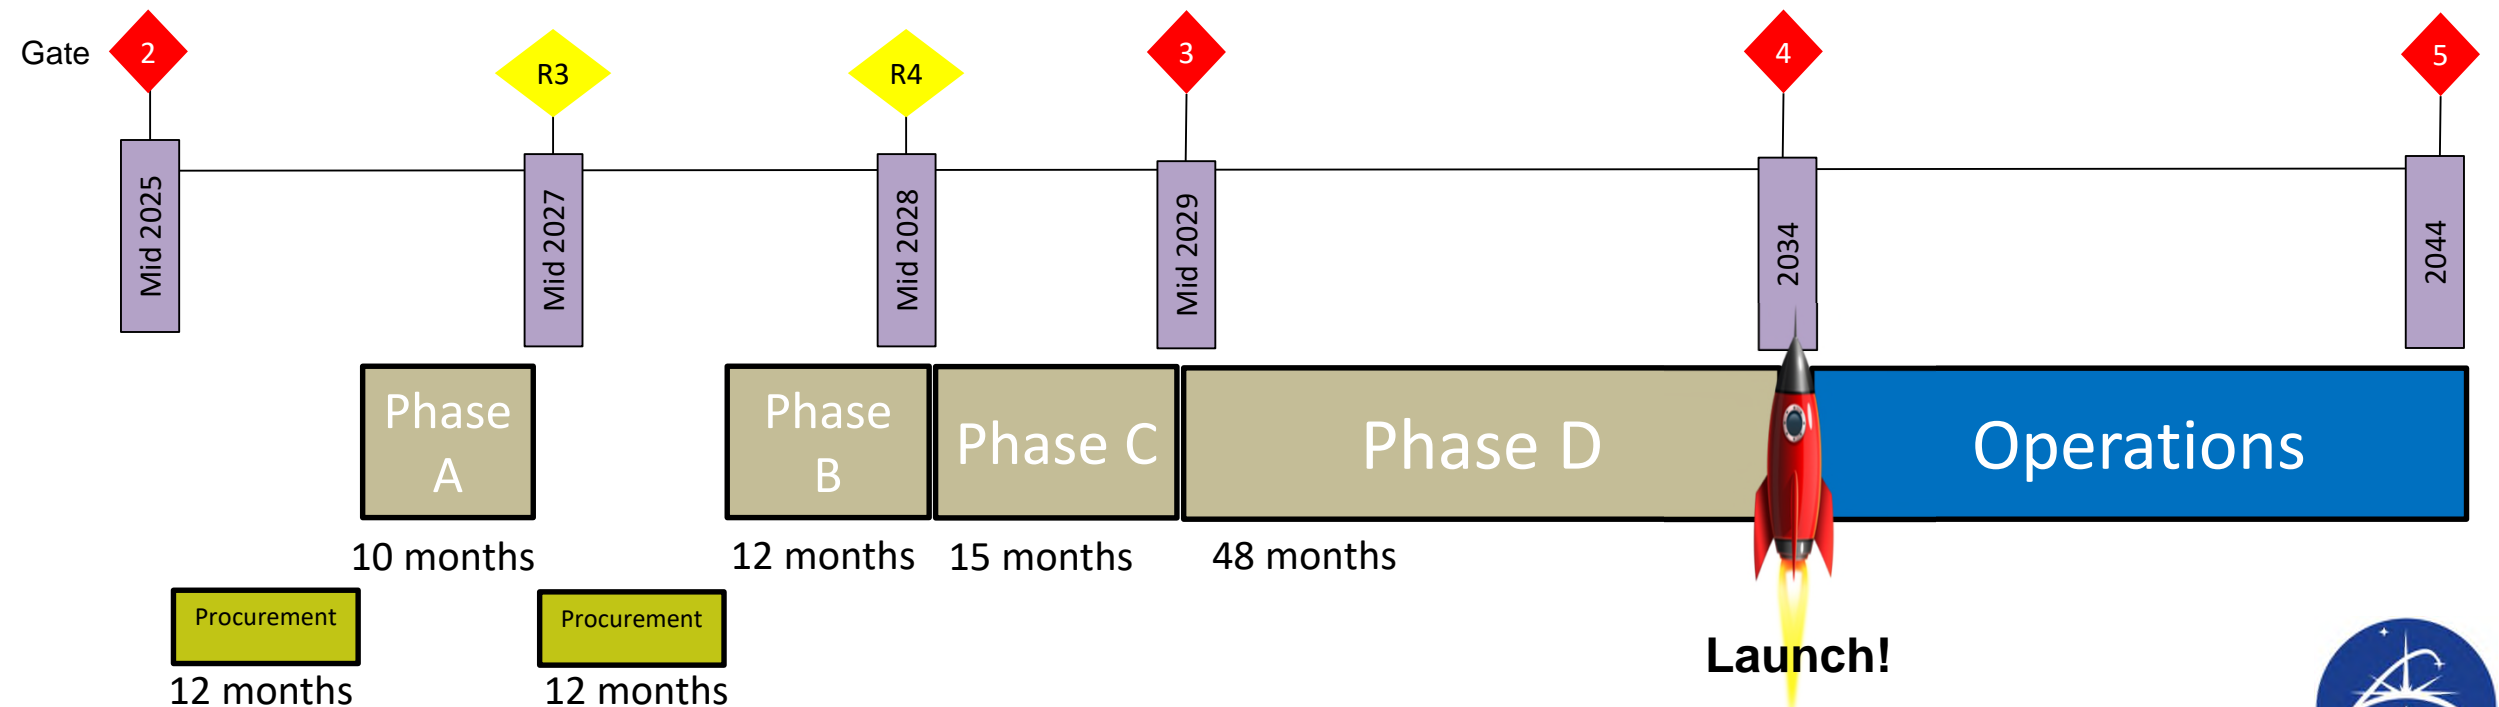 Gate
2
R3
R4
3
4
5
Mid 2025
Mid 2027
Mid 2028
Mid 2029
2034
2044
Phase
A
Phase
B
Phase C
Phase D
Operations
10 months
12 months
15 months
48 months
Procurement
Procurement
Launch!
12 months
12 months